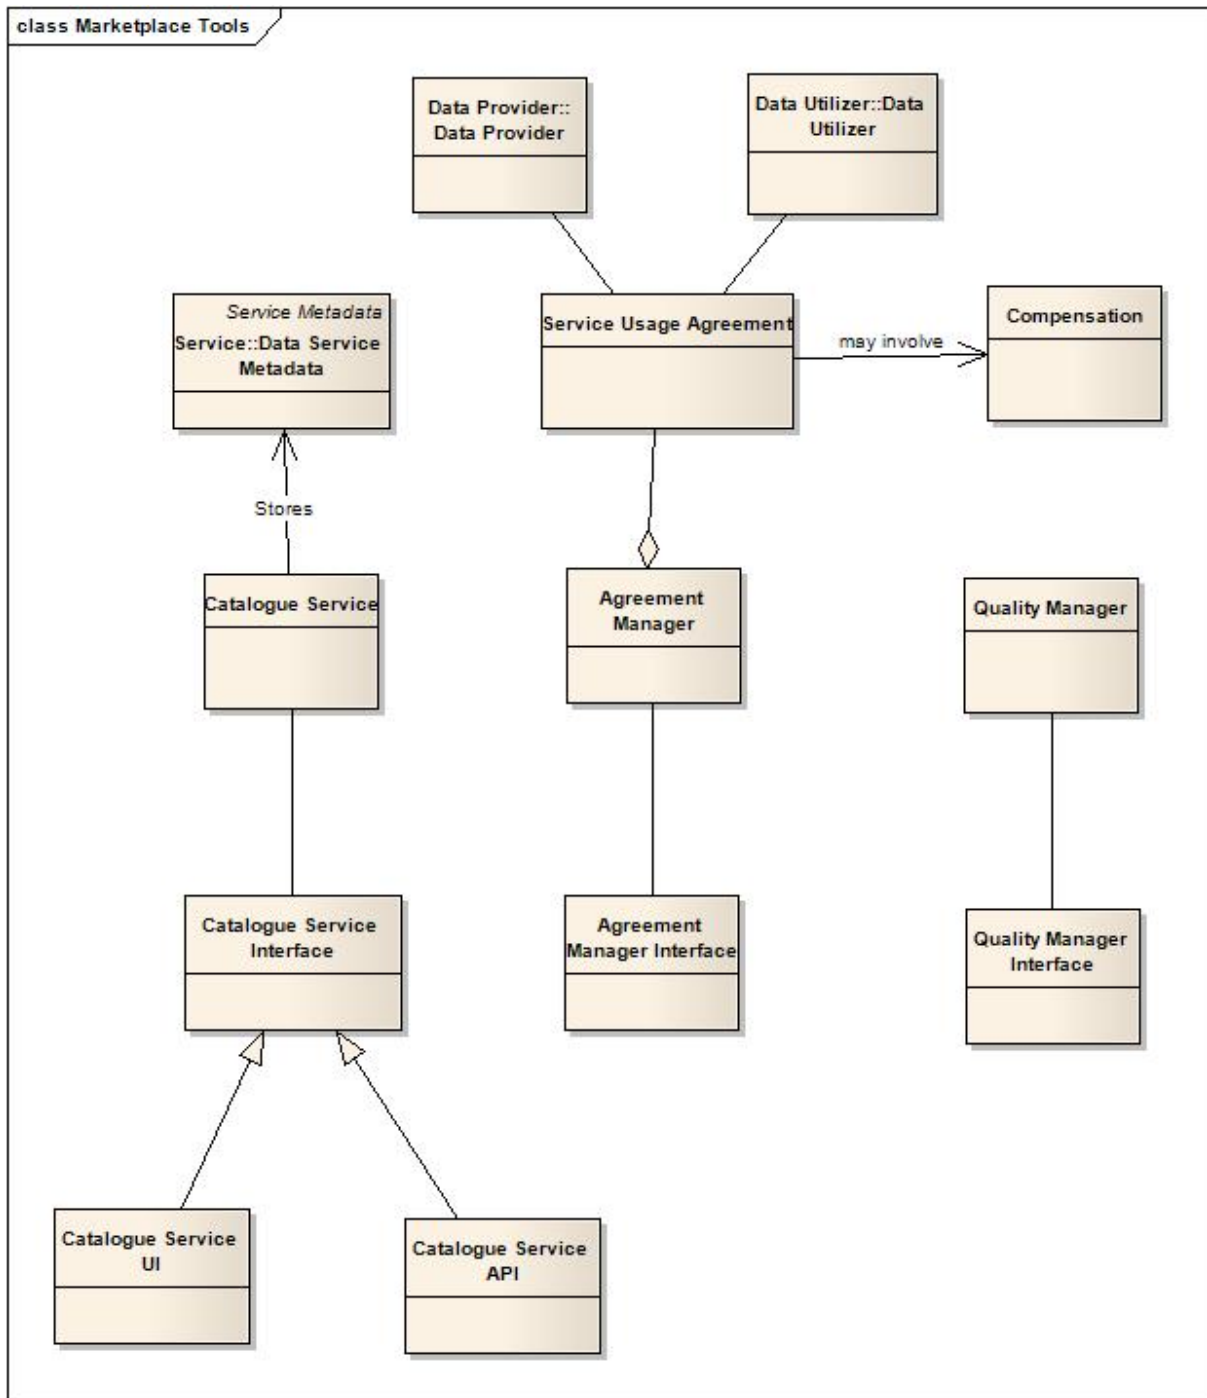 class Marketplace Tools
Data Provider::
Data Provider
Data Utilizer::Data
Utilizer
Service Metadata
Service::Data Service
Metadata
Service Usage Agreement
may involve
Compensation
Stores
Catalogue Service
Agreement
Manager
Quality Manager
Catalogue Service
Interface
Agreement
Manager Interface
Quality Manager
Interface
Catalogue Service
UI
Catalogue Service
API